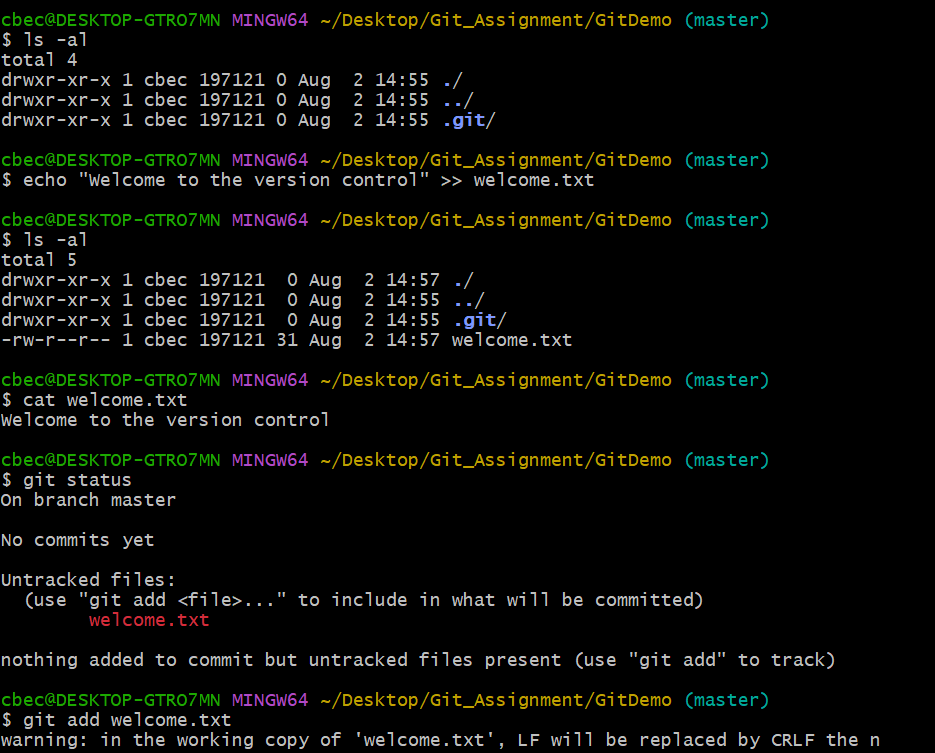 cbec@DESKTOP-GTRO7MN MINGW64 ~/Desktop/Git_Assignment/GitDemo (master)
$ ls -al
total 4
drwxr-xr-x 1 cbec 197121 0 Aug  2 14:55 ./
drwxr-xr-x 1 cbec 197121 0 Aug  2 14:55 ../
drwxr-xr-x 1 cbec 197121 0 Aug  2 14:55 .git/
cbec@DESKTOP-GTRO7MN MINGW64 ~/Desktop/Git_Assignment/GitDemo (master)
$ echo "Welcome to the version control" >> welcome.txt
cbec@DESKTOP-GTRO7MN MINGW64 ~/Desktop/Git_Assignment/GitDemo (master)
$ ls -al
total 5
drwxr-xr-x 1 cbec 197121  0 Aug  2 14:57 ./
drwxr-xr-x 1 cbec 197121  0 Aug  2 14:55 ../
drwxr-xr-x 1 cbec 197121  0 Aug  2 14:55 .git/
-rw-r--r-- 1 cbec 197121 31 Aug  2 14:57 welcome.txt
cbec@DESKTOP-GTRO7MN MINGW64 ~/Desktop/Git_Assignment/GitDemo (master)
$ cat welcome.txt
Welcome to the version control
cbec@DESKTOP-GTRO7MN MINGW64 ~/Desktop/Git_Assignment/GitDemo (master)
$ git status
On branch master
No commits yet
Untracked files:
  (use "git add <file>..." to include in what will be committed)
        welcome.txt
nothing added to commit but untracked files present (use "git add" to track)
cbec@DESKTOP-GTRO7MN MINGW64 ~/Desktop/Git_Assignment/GitDemo (master)
$ git add welcome.txt
warning: in the working copy of 'welcome.txt', LF will be replaced by CRLF the n